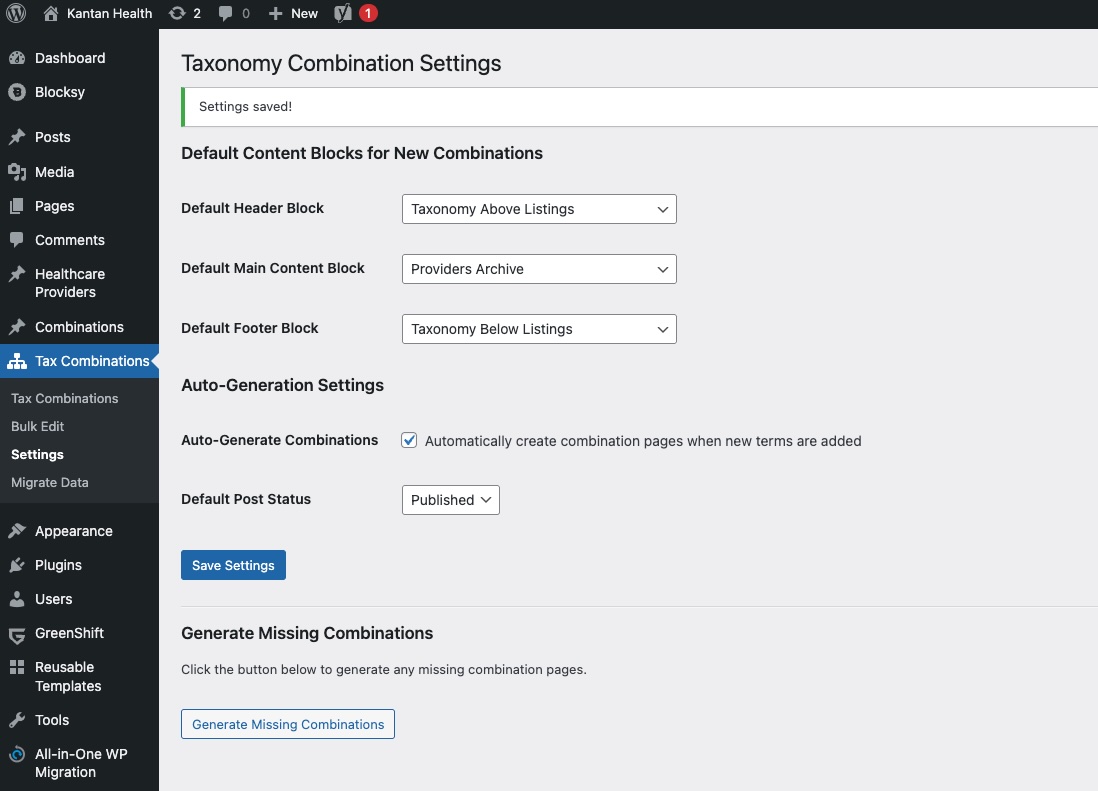 Kantan Health 2 0 New 1
Dashboard
Blocksy
Posts
Media
Pages
Comments
Healthcare
Providers
Combinations
Tax Combinations
Tax Combinations
Bulk Edit
Settings
Migrate Data
Appearance
Plugins
Users
GreenShift
Reusable
Templates
Tools
All-in-One WP
Migration
Taxonomy Combination Settings
Settings saved!
Default Content Blocks for New Combinations
Default Header Block Taxonomy Above Listings
Default Main Content Block Providers Archive
Default Footer Block Taxonomy Below Listings
Auto-Generation Settings
Auto-Generate Combinations Automatically create combination pages when new terms are added
Default Post Status Published
Save Settings
Generate Missing Combinations
Click the button below to generate any missing combination pages.
Generate Missing Combinations